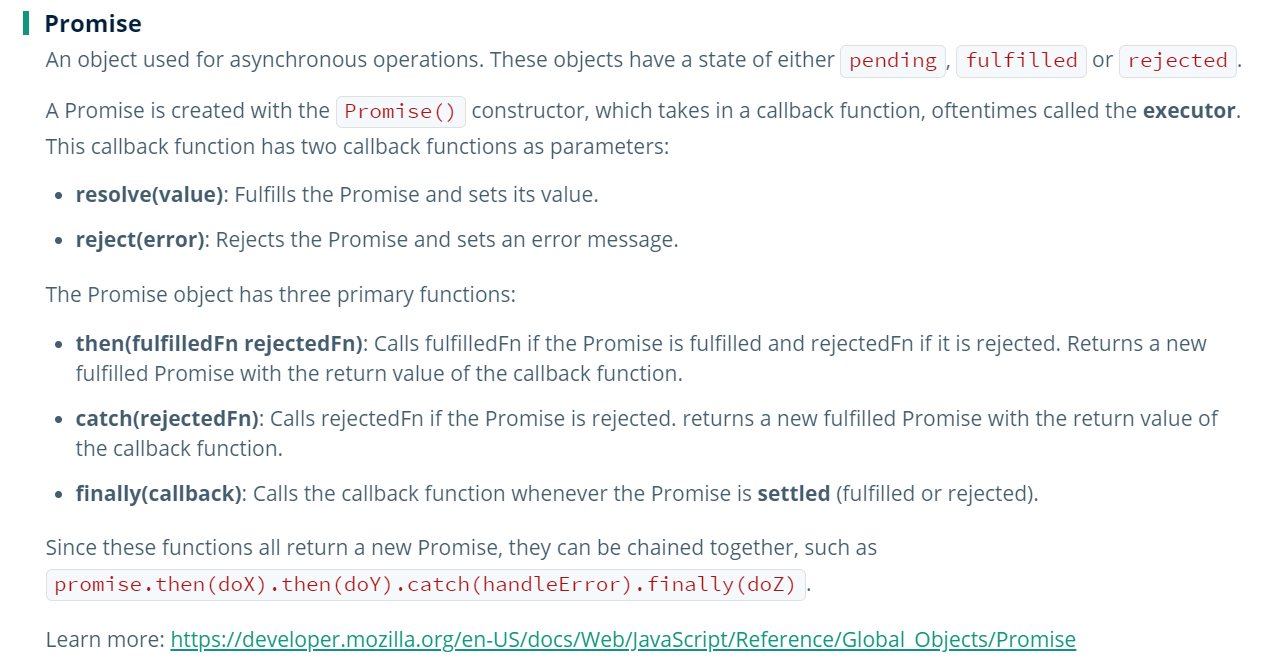 Promise
An object used for asynchronous operations. These objects have a state of either pending, fulfilled or rejected.
A Promise is created with the Promise() constructor, which takes in a callback function, oftentimes called the executor.
This callback function has two callback functions as parameters:
• resolve(value): Fulfills the Promise and sets its value.
• reject(error): Rejects the Promise and sets an error message.
The Promise object has three primary functions:
• then(fulfilledFn rejectedFn): Calls fulfilledFn if the Promise is fulfilled and rejectedFn if it is rejected. Returns a new
fulfilled Promise with the return value of the callback function.
• catch(rejectedFn): Calls rejectedFn if the Promise is rejected. returns a new fulfilled Promise with the return value of
the callback function.
• finally(callback): Calls the callback function whenever the Promise is settled (fulfilled or rejected).
Since these functions all return a new Promise, they can be chained together, such as
promise.then(doX).then(doY).catch(handleError).finally(doZ).
Learn more: https://developer.mozilla.org/en-US/docs/Web/JavaScript/Reference/Global_Objects/Promise